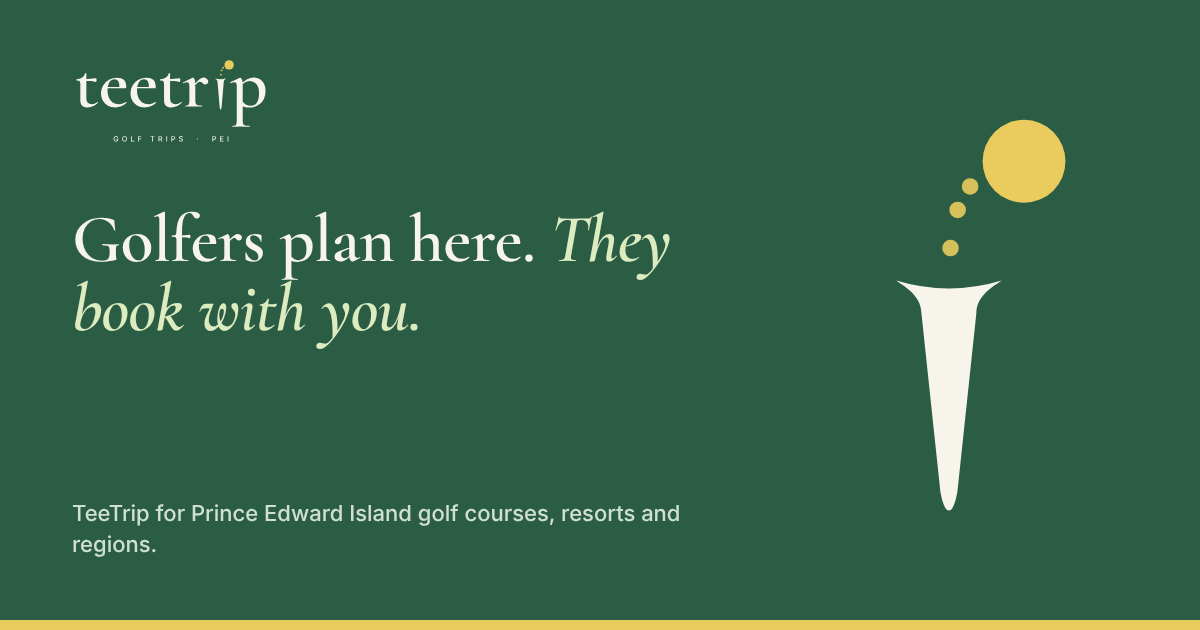 teetrip
GOLF TRIPS · PEI
Golfers plan here. They
book with you.
TeeTrip for Prince Edward Island golf courses, resorts and
regions.